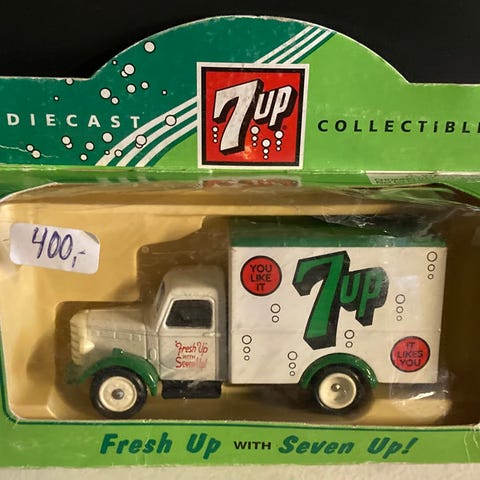 DIECAST
7UP
COLLECTIBL
400,-
YOU
LIKE
IT
7UP
IT
LIKES
YOU
"Fresh Up
WITH
Seven Up!
Fresh Up WITH Seven Up!